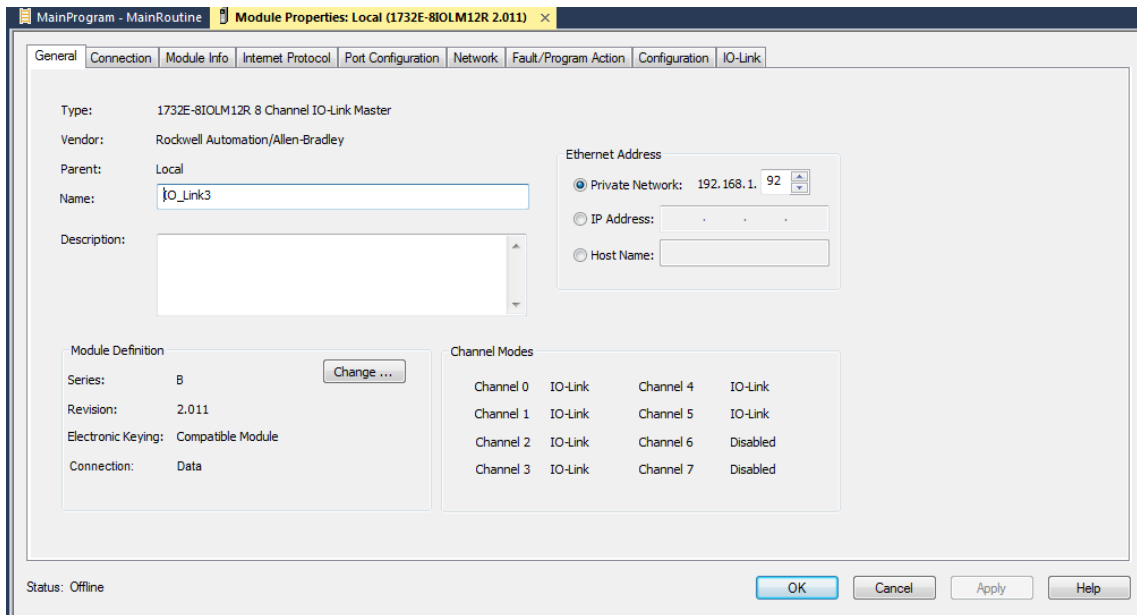 MainProgram - MainRoutine
Module Properties: Local (1732E-8IOLM12R 2.011) ×
General Connection Module Info Internet Protocol Port Configuration Network Fault/Program Action Configuration IO-Link
Type: 1732E-8IOLM12R 8 Channel IO-Link Master
Vendor: Rockwell Automation/Allen-Bradley
Parent: Local
Name: IO_Link3
Description:
Ethernet Address
Private Network: 192.168.1. 92
IP Address: . . .
Host Name:
Module Definition
Series: B
Change ...
Revision: 2.011
Electronic Keying: Compatible Module
Connection: Data
Channel Modes
Channel 0 IO-Link Channel 4 IO-Link
Channel 1 IO-Link Channel 5 IO-Link
Channel 2 IO-Link Channel 6 Disabled
Channel 3 IO-Link Channel 7 Disabled
Status: Offline
OK Cancel Apply Help